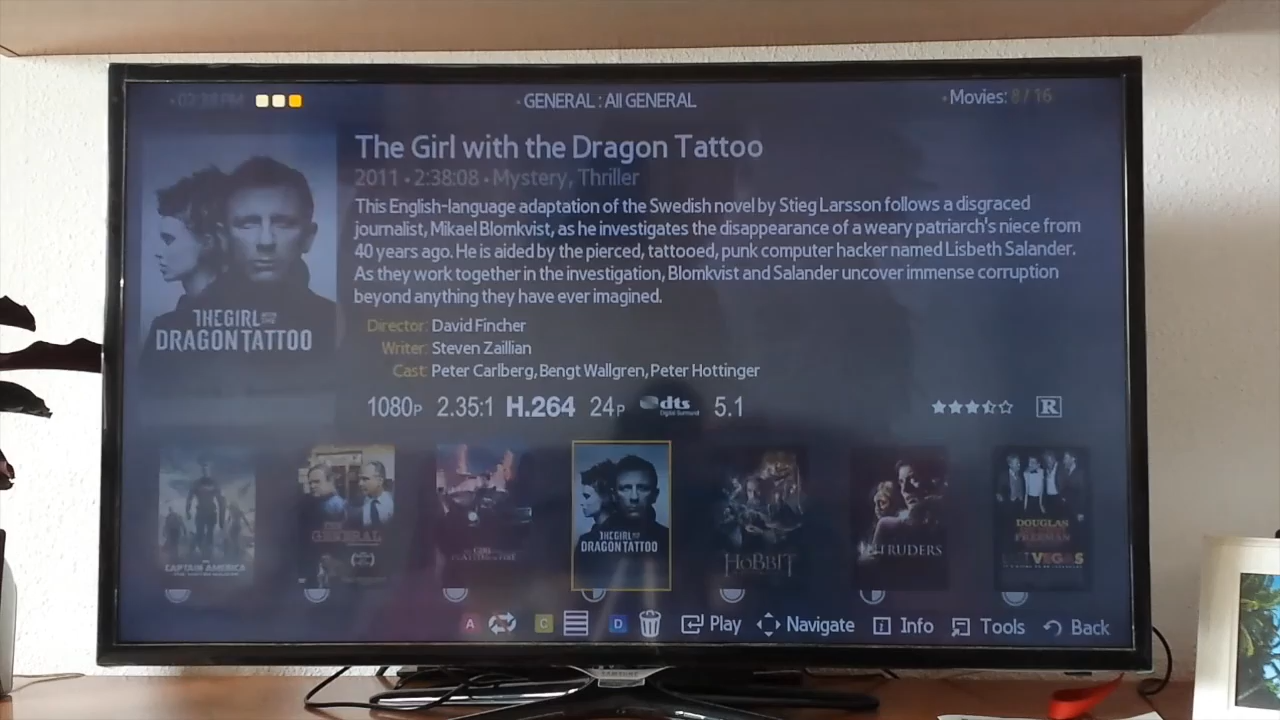 02:38 PM
GENERAL : All GENERAL
Movies: 8 / 16
The Girl with the Dragon Tattoo
2011 • 2:38:08 • Mystery, Thriller
This English-language adaptation of the Swedish novel by Stieg Larsson follows a disgraced
journalist, Mikael Blomkvist, as he investigates the disappearance of a weary patriarch's niece from
40 years ago. He is aided by the pierced, tattooed, punk computer hacker named Lisbeth Salander.
As they work together in the investigation, Blomkvist and Salander uncover immense corruption
beyond anything they have ever imagined.
THE GIRL WITH THE
DRAGON TATTOO
Director: David Fincher
Writer: Steven Zaillian
Cast: Peter Carlberg, Bengt Wallgren, Peter Hottinger
1080P 2.35:1 H.264 24P dts Digital Surround 5.1 R
CAPTAIN AMERICA
THE GENERAL
THE GIRL WITH THE
DRAGON TATTOO
HOBBIT
INTRUDERS
DOUGLAS
FREEMAN
LAST VEGAS
A C D Play Navigate Info Tools Back
SAMSUNG